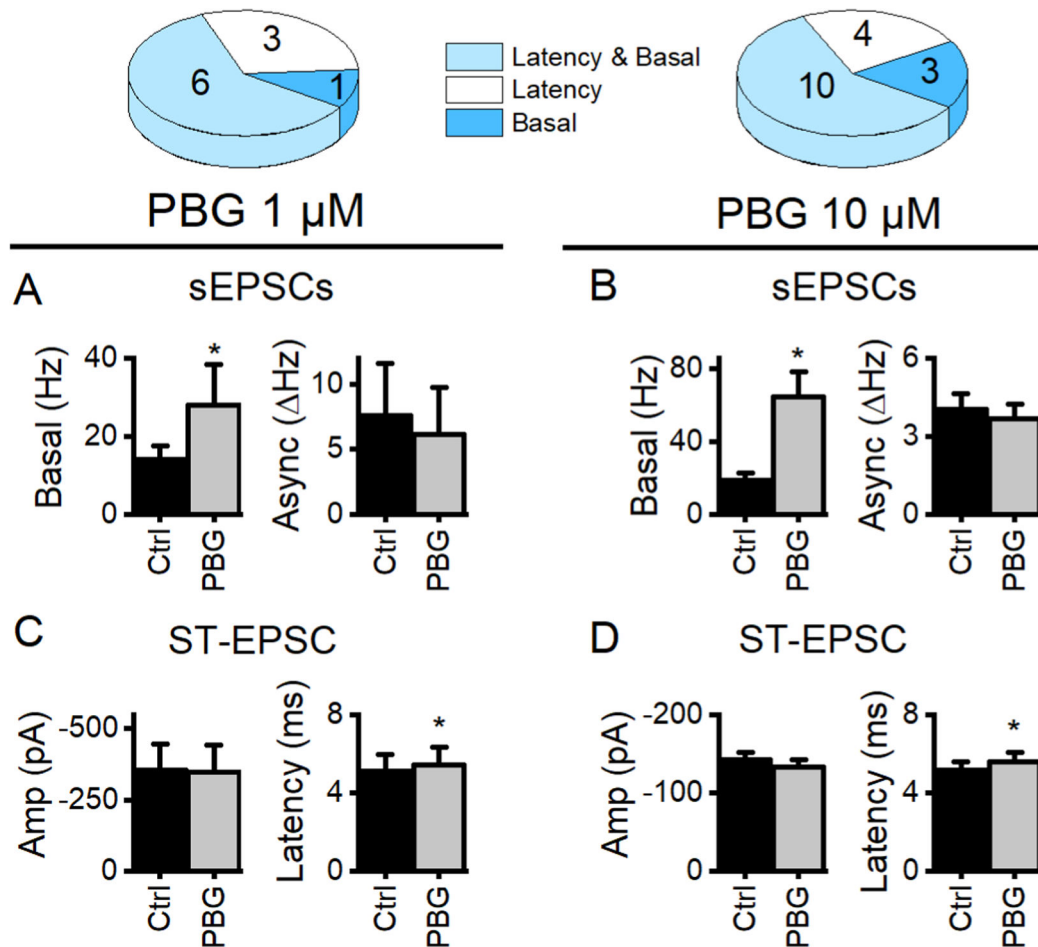 3
6
1
Latency & Basal
Latency
Basal
4
10
3
PBG 1 µM
PBG 10 µM
A
sEPSCs
Basal (Hz)
40
20
0
*
Ctrl
PBG
Async (ΔHz)
10
5
0
Ctrl
PBG
B
sEPSCs
Basal (Hz)
80
40
0
*
Ctrl
PBG
Async (ΔHz)
6
3
0
Ctrl
PBG
C
ST-EPSC
Amp (pA)
-500
-250
0
Ctrl
PBG
Latency (ms)
8
4
0
*
Ctrl
PBG
D
ST-EPSC
Amp (pA)
-200
-100
0
Ctrl
PBG
Latency (ms)
8
4
0
*
Ctrl
PBG